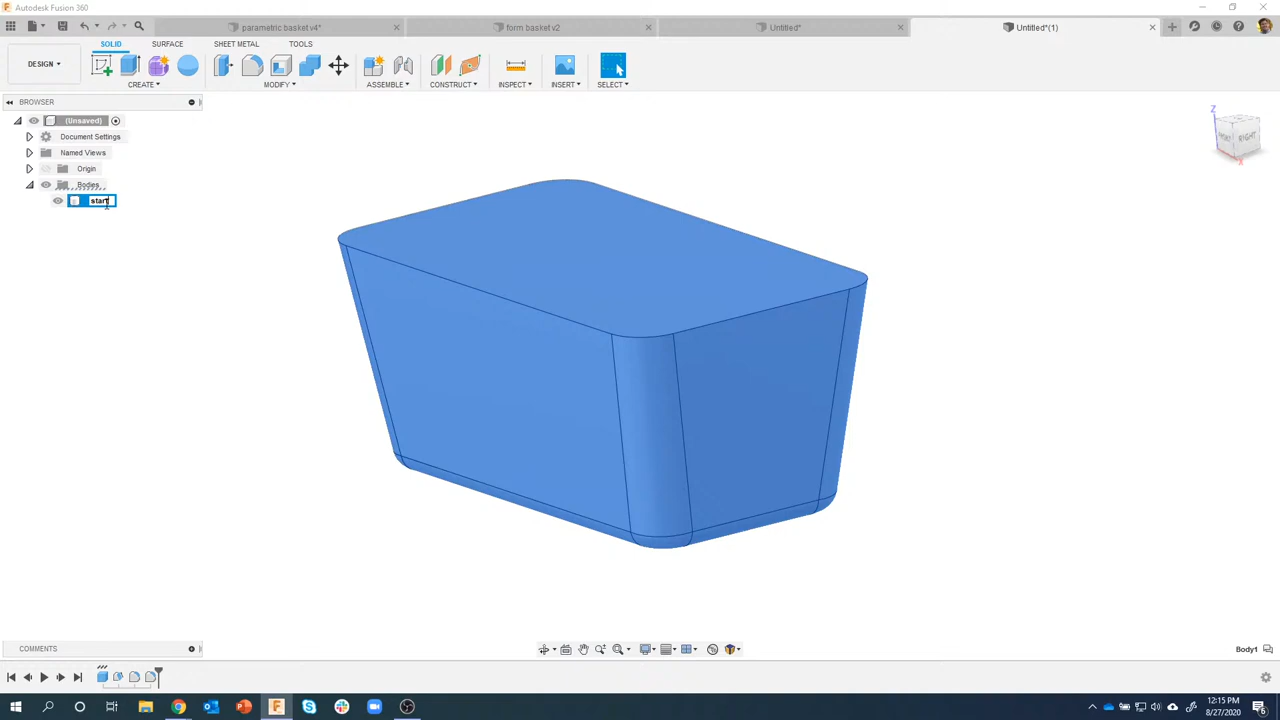 Autodesk Fusion 360
parametric basket v4*
form basket v2
Untitled*
Untitled*(1)
SOLID
SURFACE
SHEET METAL
TOOLS
DESIGN
CREATE
MODIFY
ASSEMBLE
CONSTRUCT
INSPECT
INSERT
SELECT
BROWSER
(Unsaved)
Document Settings
Named Views
Origin
Bodies
start
Z
RIGHT
X
COMMENTS
Body1
12:15 PM
8/27/2020
6